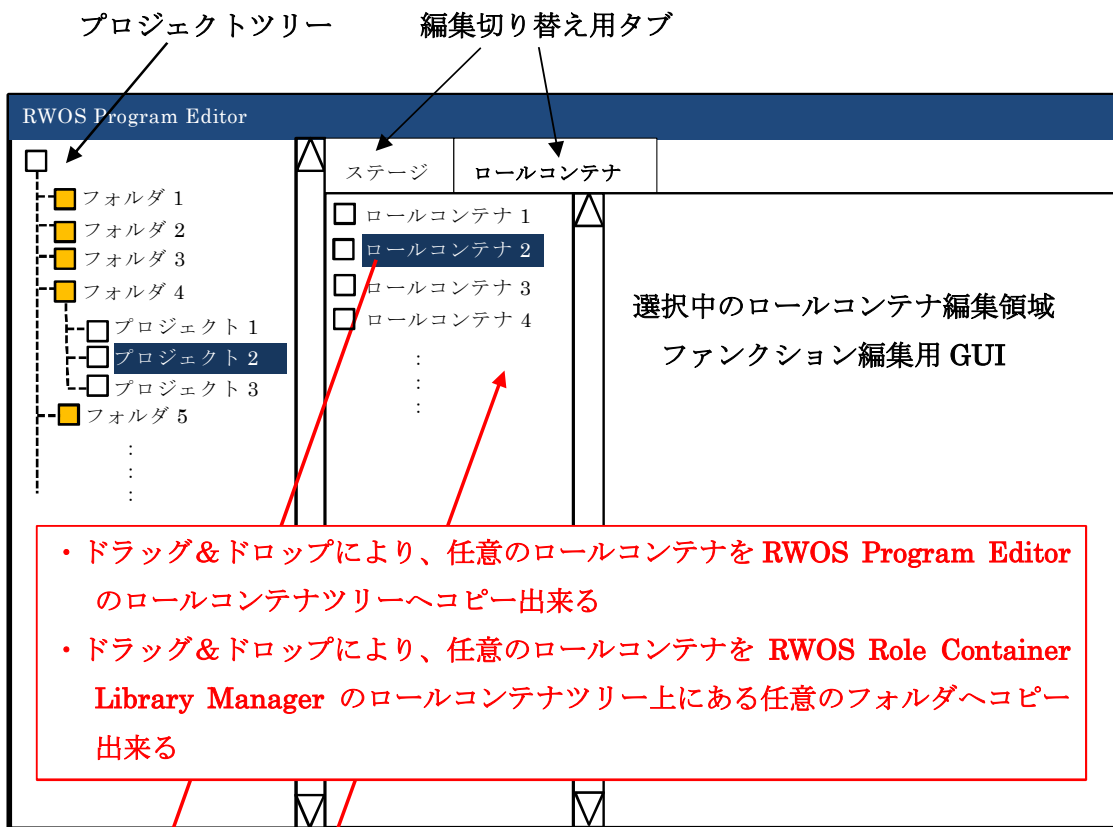 プロジェクトツリー
編集切り替え用タブ
RWOS Program Editor
フォルダ 1
フォルダ 2
フォルダ 3
フォルダ 4
プロジェクト 1
プロジェクト 2
プロジェクト 3
フォルダ 5
:
:
:
ステージ
ロールコンテナ
ロールコンテナ 1
ロールコンテナ 2
ロールコンテナ 3
ロールコンテナ 4
:
:
:
選択中のロールコンテナ編集領域
ファンクション編集用 GUI
・ドラッグ＆ドロップにより、任意のロールコンテナを RWOS Program Editor
のロールコンテナツリーへコピー出来る
・ドラッグ＆ドロップにより、任意のロールコンテナを RWOS Role Container
Library Manager のロールコンテナツリー上にある任意のフォルダへコピー
出来る